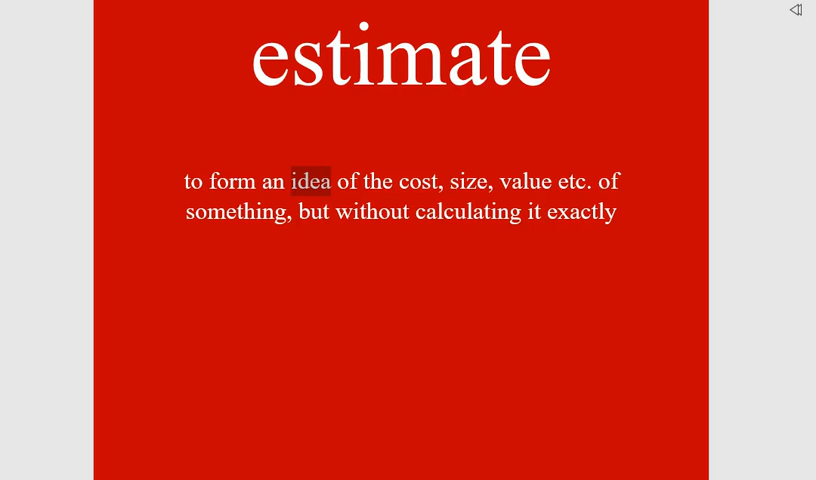 estimate
to form an idea of the cost, size, value etc. of
something, but without calculating it exactly